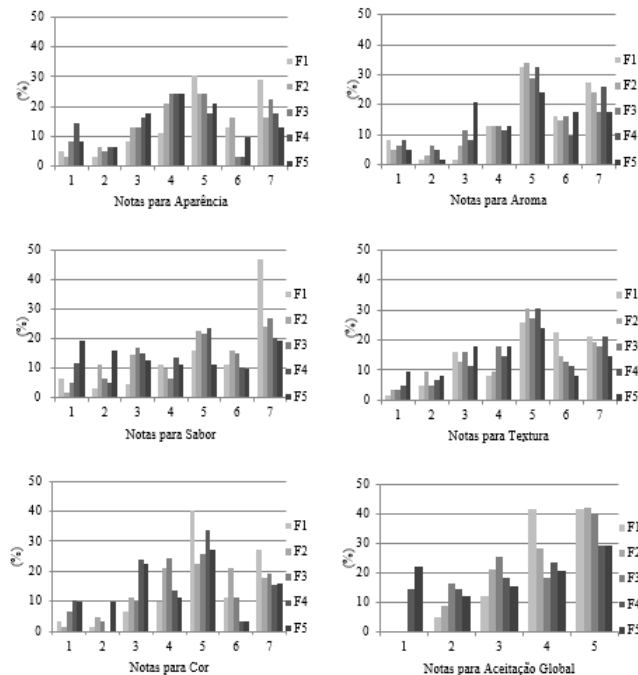 50
40
30
20
10
0
(%)
1 2 3 4 5 6 7
Notas para Aparência
F1
F2
F3
F4
F5
50
40
30
20
10
0
(%)
1 2 3 4 5 6 7
Notas para Aroma
F1
F2
F3
F4
F5
50
40
30
20
10
0
(%)
1 2 3 4 5 6 7
Notas para Sabor
F1
F2
F3
F4
F5
50
40
30
20
10
0
(%)
1 2 3 4 5 6 7
Notas para Textura
F1
F2
F3
F4
F5
50
40
30
20
10
0
(%)
1 2 3 4 5 6 7
Notas para Cor
F1
F2
F3
F4
F5
50
40
30
20
10
0
(%)
1 2 3 4 5
Notas para Aceitação Global
F1
F2
F3
F4
F5